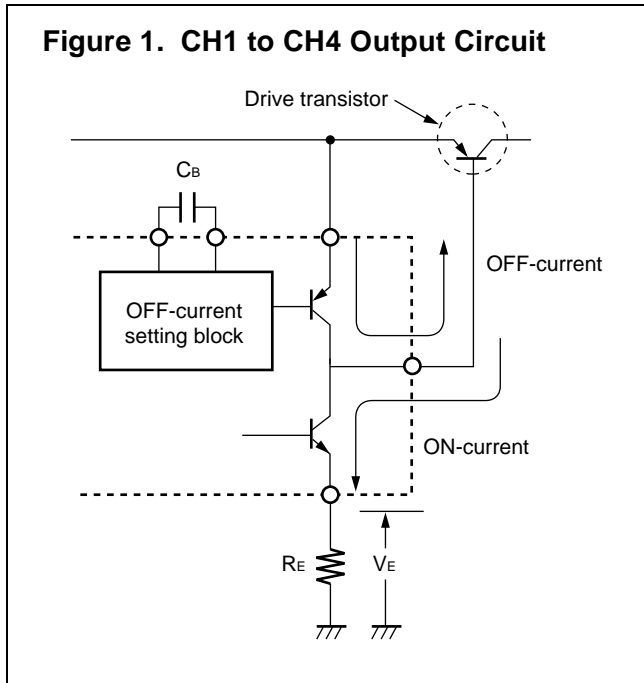 Figure 1. CH1 to CH4 Output Circuit
Drive transistor
CB
OFF-current
OFF-current
setting block
ON-current
RE
VE